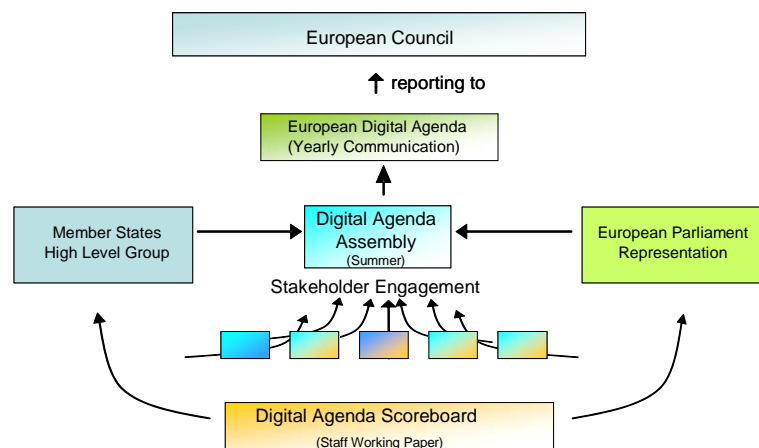 European Council
reporting to
European Digital Agenda
(Yearly Communication)
Member States
High Level Group
Digital Agenda
Assembly
(Summer)
European Parliament
Representation
Stakeholder Engagement
Digital Agenda Scoreboard
(Staff Working Paper)